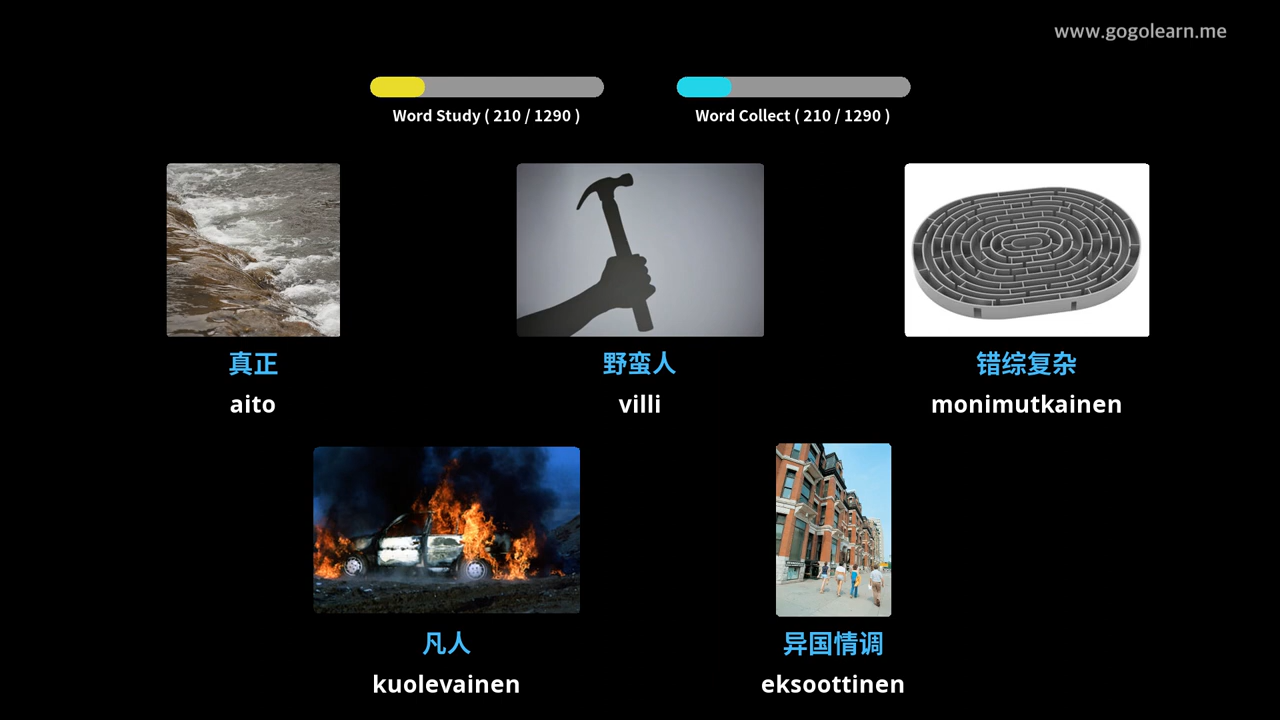 www.gogolearn.me
Word Study ( 210 / 1290 )
Word Collect ( 210 / 1290 )
真正
野蛮人
错综复杂
aito
villi
monimutkainen
凡人
异国情调
kuolevainen
eksoottinen